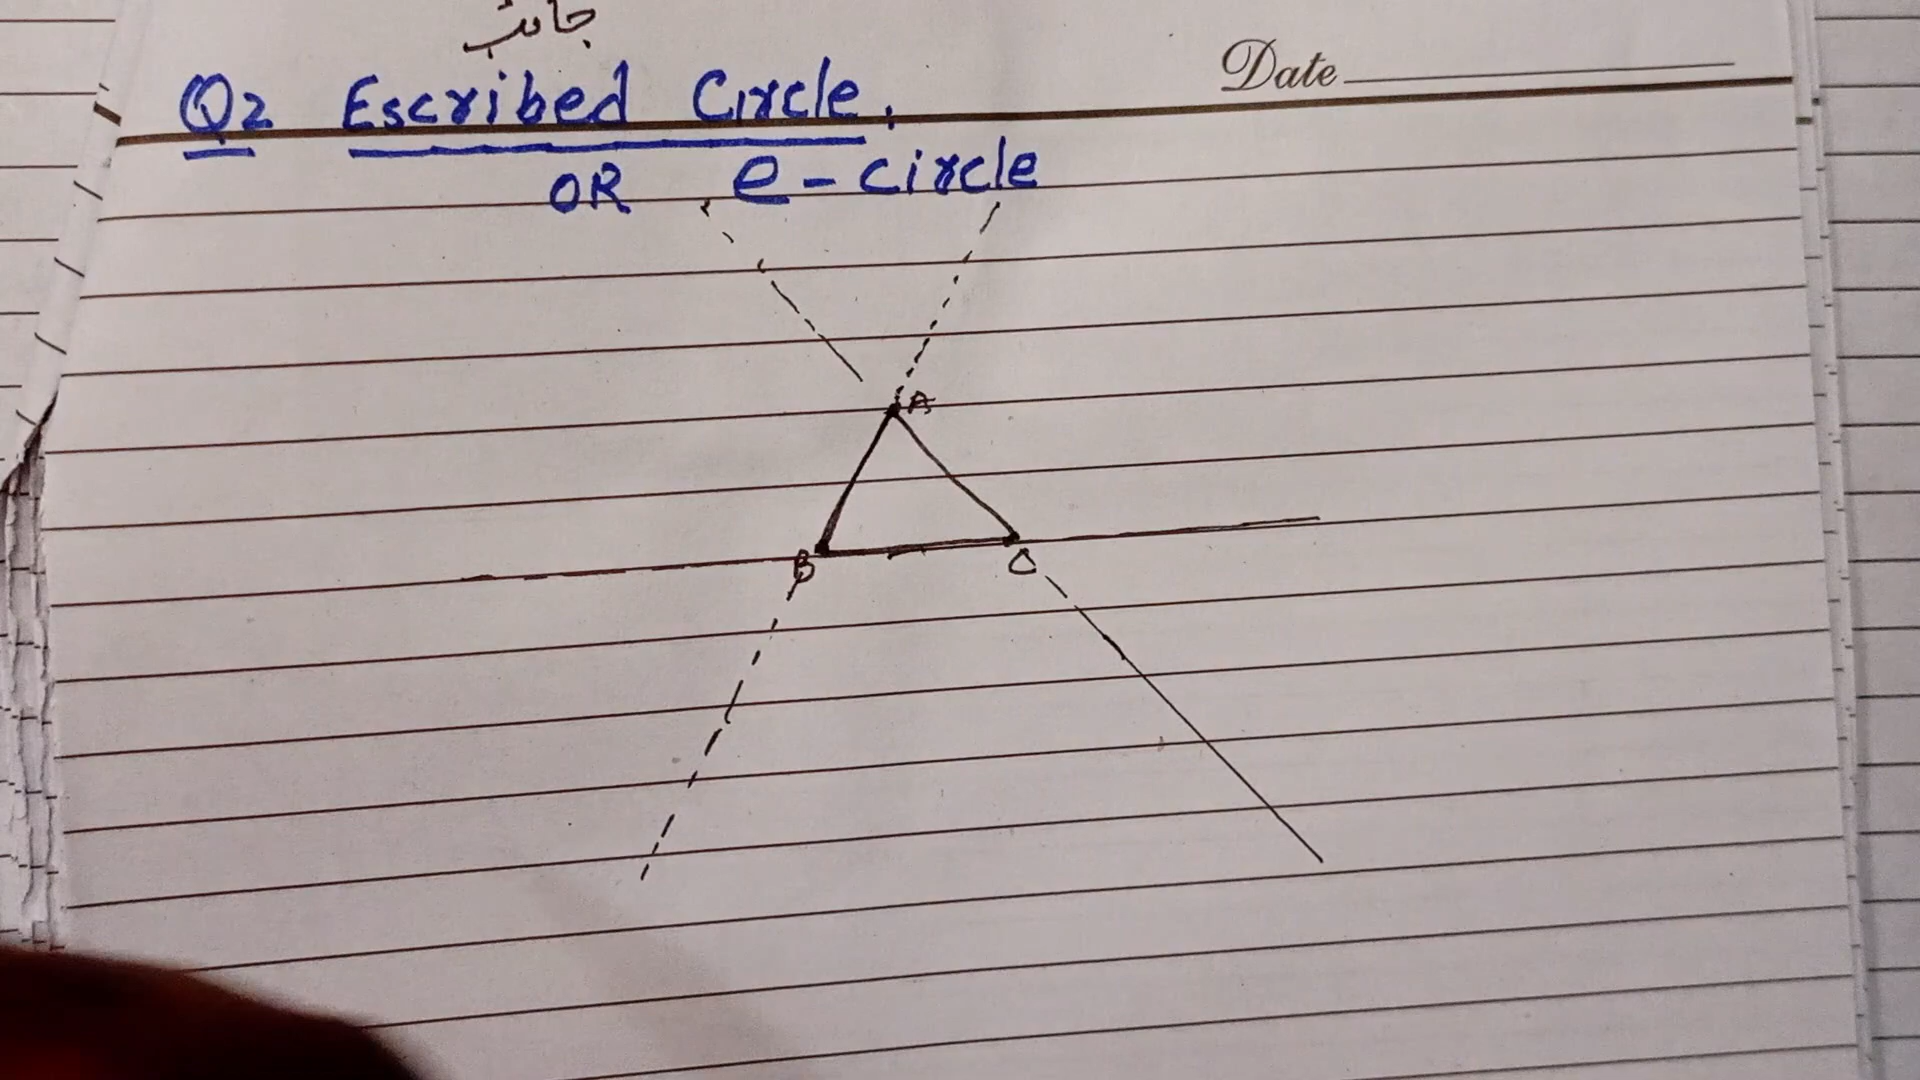 جانب
Q2 Escribed Circle.
Date
OR e-circle
A
B
C